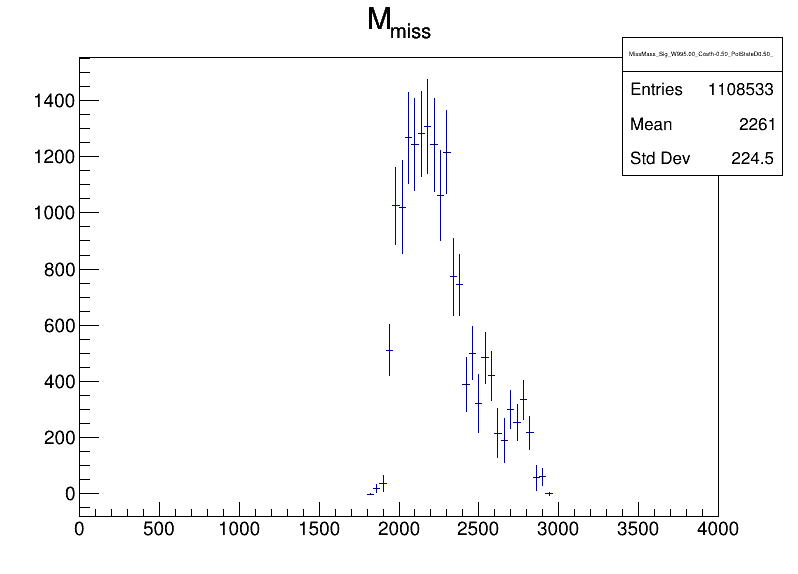 M_miss
MissMass_Sig_W995.00_Costh-0.50_PolStateD0.50_
Entries 1108533
Mean 2261
Std Dev 224.5
1400
1200
1000
800
600
400
200
0
0 500 1000 1500 2000 2500 3000 3500 4000